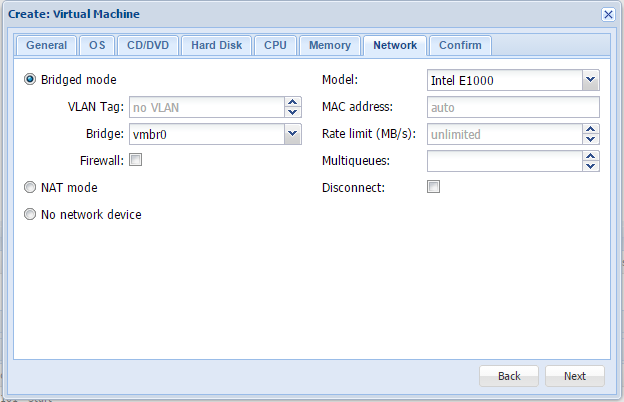 Create: Virtual Machine
General OS CD/DVD Hard Disk CPU Memory Network Confirm
Bridged mode Model: Intel E1000
VLAN Tag: no VLAN MAC address: auto
Bridge: vmbr0 Rate limit (MB/s): unlimited
Firewall: Multiqueues:
NAT mode Disconnect:
No network device
Back Next